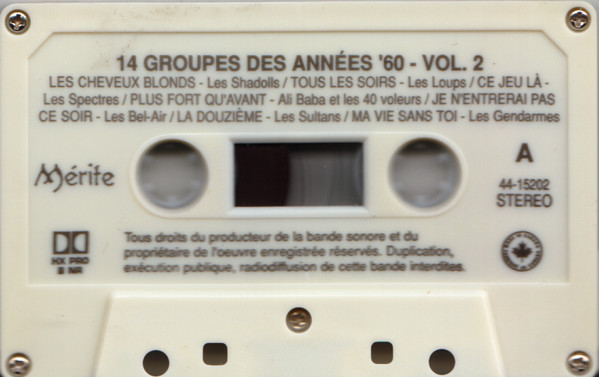 14 GROUPES DES ANNÉES '60 - VOL. 2
LES CHEVEUX BLONDS - Les Shadolls / TOUS LES SOIRS - Les Loups / CE JEU LÀ -
Les Spectres / PLUS FORT QU'AVANT - Ali Baba et les 40 voleurs / JE N'ENTRERAI PAS
CE SOIR - Les Bel-Air / LA DOUZIÈME - Les Sultans / MA VIE SANS TOI - Les Gendarmes
Mérite
A
44-15202
STEREO
HX PRO
B NR
Tous droits du producteur de la bande sonore et du
propriétaire de l'oeuvre enregistrée réservés. Duplication,
exécution publique, radiodiffusion de cette bande interdites.